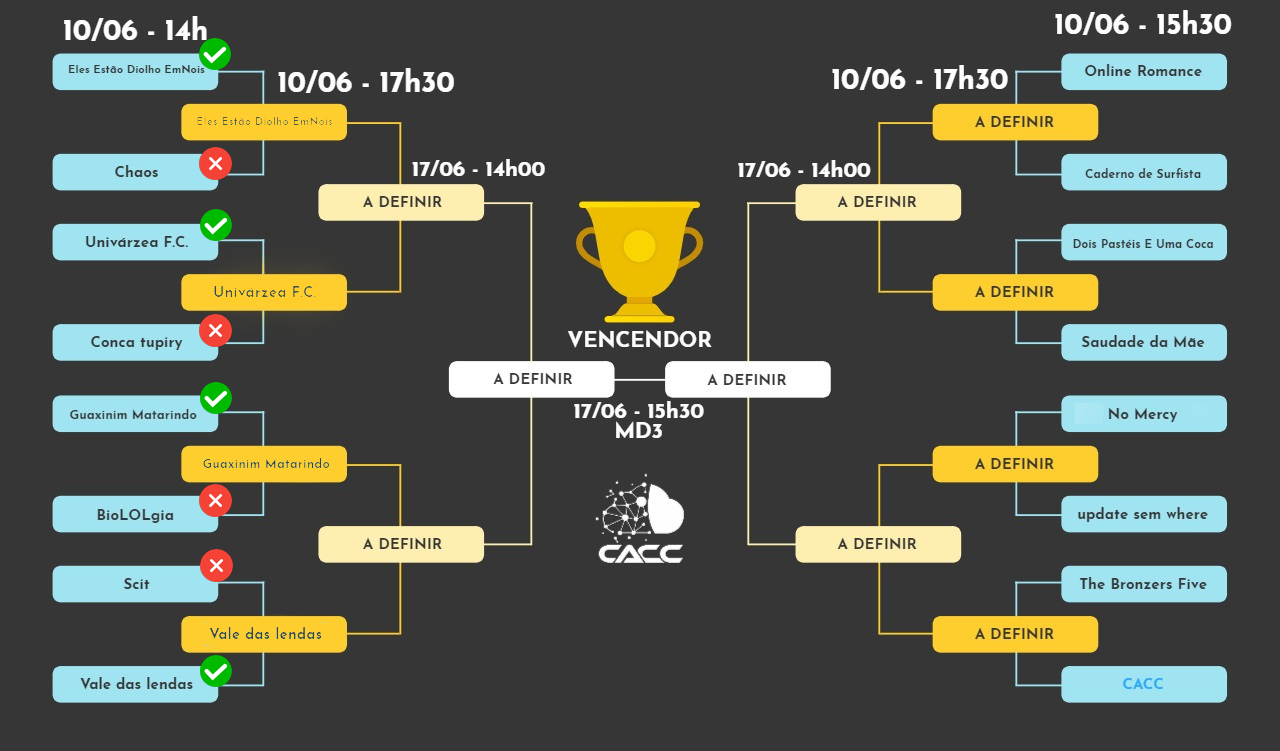 10/06 - 14h
10/06 - 15h30
Eles Estão Diolho EmNois
10/06 - 17h30
10/06 - 17h30
Online Romance
Eles Estão Diolho EmNois
A DEFINIR
Chaos
17/06 - 14h00
17/06 - 14h00
Caderno de Surfista
A DEFINIR
A DEFINIR
Univárzea F.C.
Dois Pastéis E Uma Coca
Univárzea F.C.
A DEFINIR
Conca tupiry
VENCENDOR
Saudade da Mãe
A DEFINIR
A DEFINIR
17/06 - 15h30
MD3
Guaxinim Matarindo
No Mercy
Guaxinim Matarindo
A DEFINIR
BioLOLgia
update sem where
A DEFINIR
A DEFINIR
CACC
Scit
The Bronzers Five
Vale das lendas
A DEFINIR
Vale das lendas
CACC